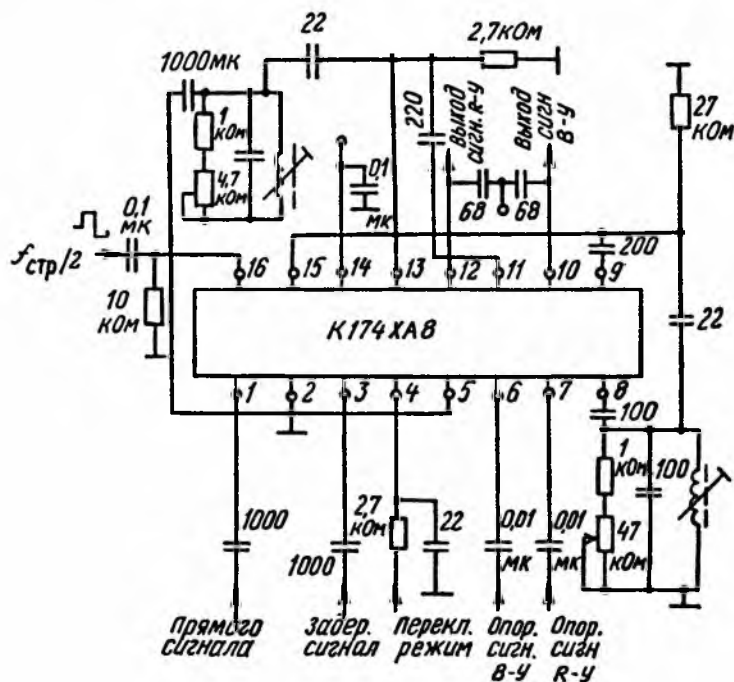 22
2,7кОм
1000мк
1
кОм
4,7
кОм
220
Выход
сигн. R-У
Выход
сигн
B-У
27
кОм
0,1
мк
68
68
0,1
мк
fстр/2
200
16
15
14
13
12
11
10
9
10
кОм
К174ХА8
22
1
2
3
4
5
6
7
8
100
1
кОм
100
47
кОм
1000
1000
2,7
кОм
22
0,01
мк
0,01
мк
Прямого
сигнала
Задер.
сигнал
Перекл.
режим
Опор.
сигн.
B-У
Опор.
сигн
R-У